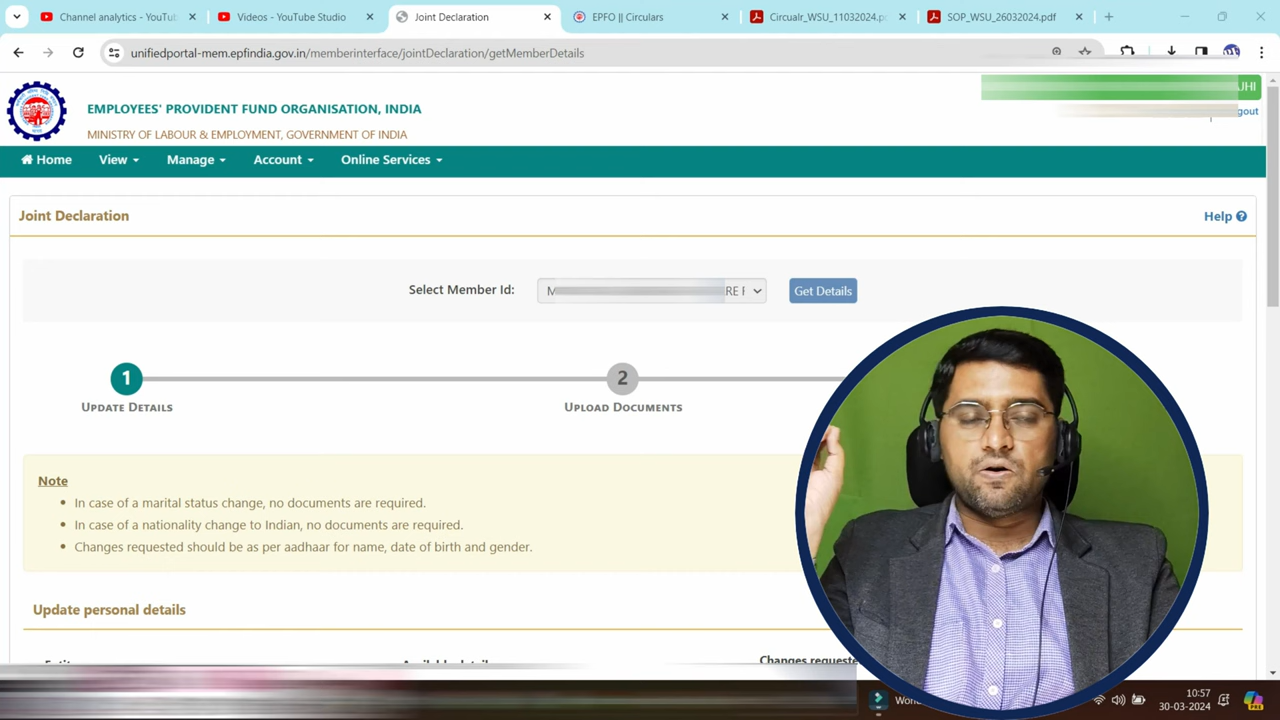 Channel analytics - YouTu
Videos - YouTube Studio
Joint Declaration
EPFO || Circulars
Circualr_WSU_11032024.p
SOP_WSU_26032024.pdf
unifiedportal-mem.epfindia.gov.in/memberinterface/jointDeclaration/getMemberDetails
EMPLOYEES' PROVIDENT FUND ORGANISATION, INDIA
MINISTRY OF LABOUR & EMPLOYMENT, GOVERNMENT OF INDIA
JHI
gout
Home View Manage Account Online Services
Joint Declaration
Help
Select Member Id: M RE F Get Details
1
2
UPDATE DETAILS
UPLOAD DOCUMENTS
Note
In case of a marital status change, no documents are required.
In case of a nationality change to Indian, no documents are required.
Changes requested should be as per aadhaar for name, date of birth and gender.
Update personal details
Changes requeste
10:57
30-03-2024